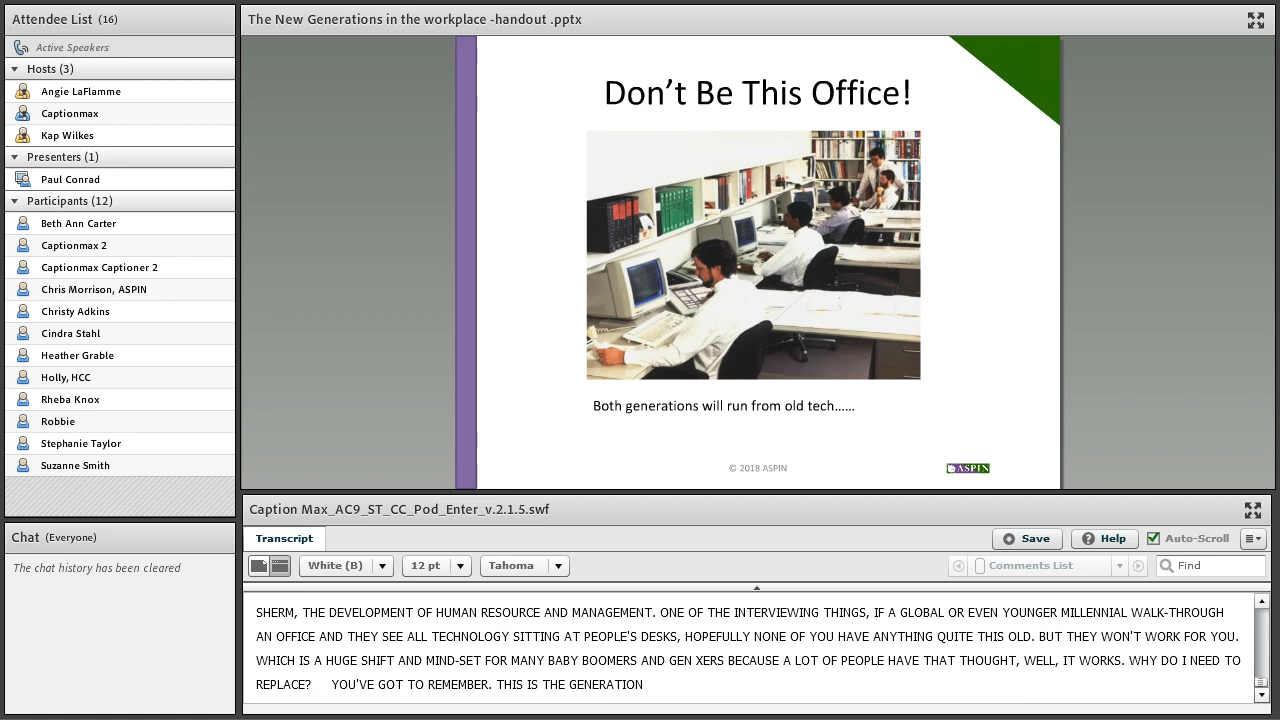 Attendee List (16)
Active Speakers
Hosts (3)
Angie LaFlamme
Captionmax
Kap Wilkes
Presenters (1)
Paul Conrad
Participants (12)
Beth Ann Carter
Captionmax 2
Captionmax Captioner 2
Chris Morrison, ASPIN
Christy Adkins
Cindra Stahl
Heather Grable
Holly, HCC
Rheba Knox
Robbie
Stephanie Taylor
Suzanne Smith
Chat (Everyone)
The chat history has been cleared
The New Generations in the workplace -handout .pptx
Don’t Be This Office!
Both generations will run from old tech......
© 2018 ASPIN
ASPIN
Caption Max_AC9_ST_CC_Pod_Enter_v.2.1.5.swf
Transcript
Save
Help
Auto-Scroll
White (B)
12 pt
Tahoma
Comments List
Find
SHERM, THE DEVELOPMENT OF HUMAN RESOURCE AND MANAGEMENT. ONE OF THE INTERVIEWING THINGS, IF A GLOBAL OR EVEN YOUNGER MILLENNIAL WALK-THROUGH
AN OFFICE AND THEY SEE ALL TECHNOLOGY SITTING AT PEOPLE'S DESKS, HOPEFULLY NONE OF YOU HAVE ANYTHING QUITE THIS OLD. BUT THEY WON'T WORK FOR YOU.
WHICH IS A HUGE SHIFT AND MIND-SET FOR MANY BABY BOOMERS AND GEN XERS BECAUSE A LOT OF PEOPLE HAVE THAT THOUGHT, WELL, IT WORKS. WHY DO I NEED TO
REPLACE? YOU'VE GOT TO REMEMBER. THIS IS THE GENERATION